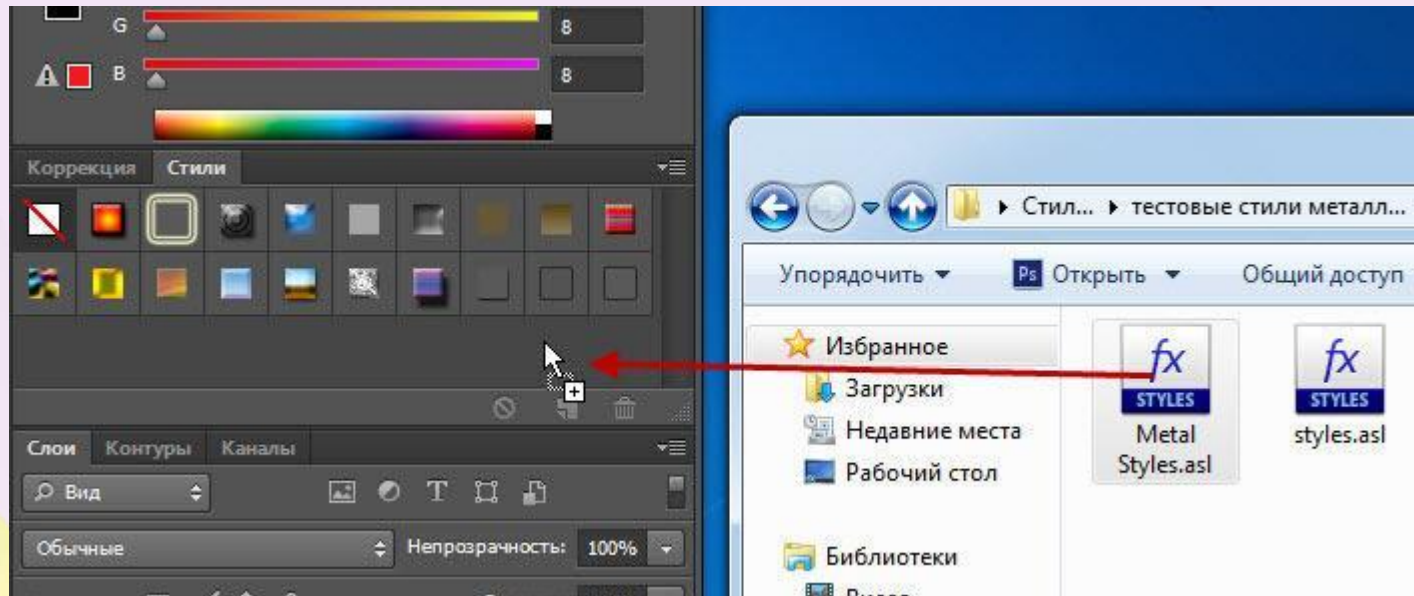 G 8
B 8
Коррекция Стили
Слои Контуры Каналы
Вид
Обычные Непрозрачность: 100%
Стил... тестовые стили металл...
Упорядочить Ps Открыть Общий доступ
Избранное
Загрузки
Недавние места
Рабочий стол
Библиотеки
fx
STYLES
Metal
Styles.asl
fx
STYLES
styles.asl